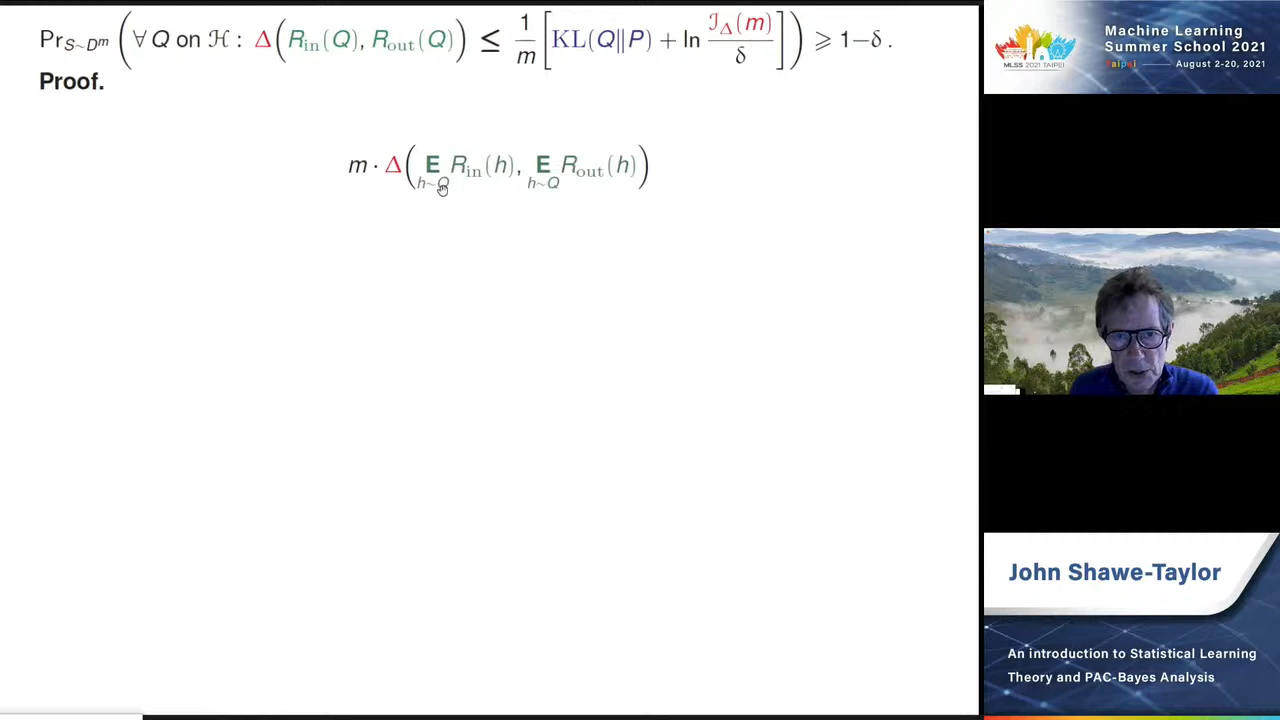 Pr_{S∼D^m} ( ∀ Q on ℋ : Δ( R_in(Q), R_out(Q) ) ≤ 1/m [ KL(Q‖P) + ln ℐ_Δ(m)/δ ] ) ⩾ 1−δ .
Proof.
m · Δ( E_{h∼Q} R_in(h), E_{h∼Q} R_out(h) )
Machine Learning
Summer School 2021
MLSS 2021 TAIPEI
Taipei August 2-20, 2021
John Shawe-Taylor
An introduction to Statistical Learning
Theory and PAC-Bayes Analysis